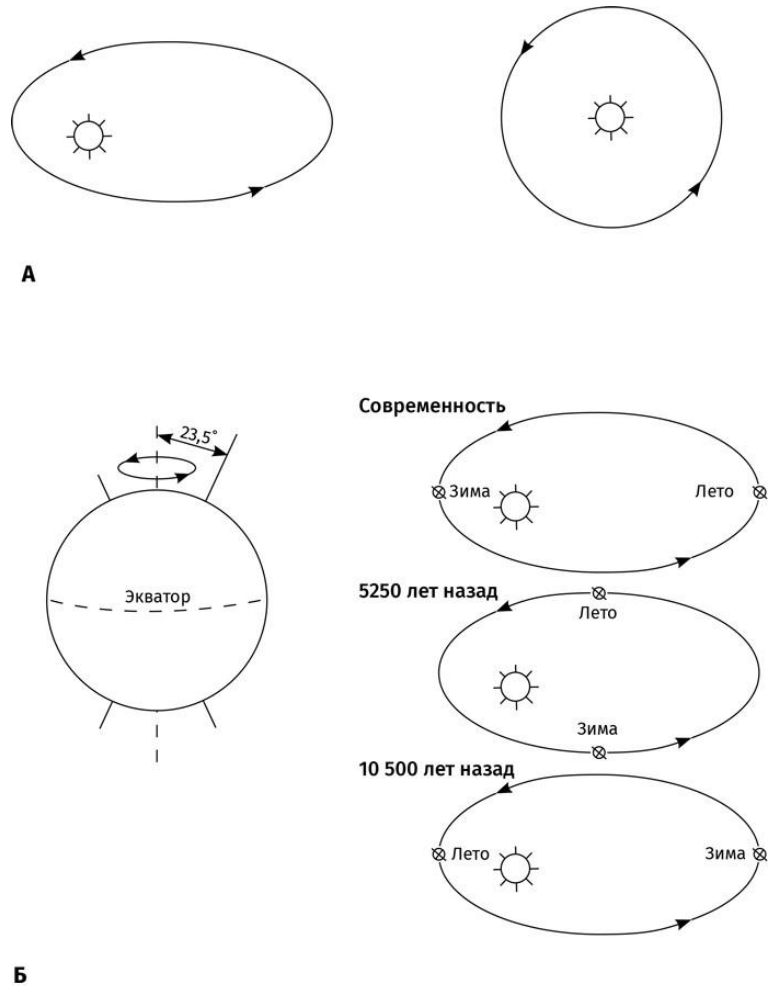 А
23,5°
Экватор
Современность
Зима
Лето
5250 лет назад
Лето
Зима
10 500 лет назад
Лето
Зима
Б